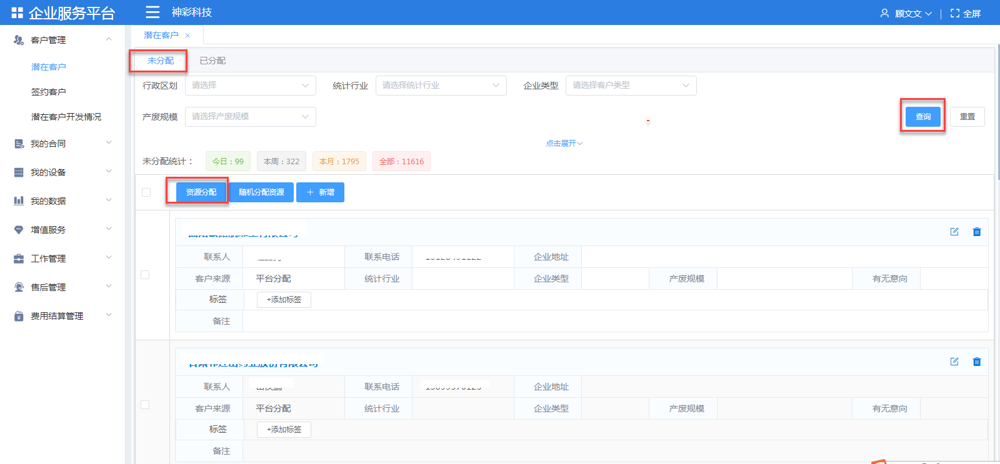 企业服务平台
神彩科技
顾文文
全屏
客户管理
潜在客户
签约客户
潜在客户开发情况
我的合同
我的设备
我的数据
增值服务
工作管理
售后管理
费用结算管理
潜在客户 ×
未分配 已分配
行政区划 请选择 统计行业 请选择统计行业 企业类型 请选择客户类型
产废规模 请选择产废规模 查询 重置
点击展开
未分配统计： 今日：99 本周：322 本月：1795 全部：11616
资源分配 随机分配资源 + 新增
联系人 联系电话 企业地址
客户来源 平台分配 统计行业 企业类型 产废规模 有无意向
标签 +添加标签
备注
联系人 联系电话 企业地址
客户来源 平台分配 统计行业 企业类型 产废规模 有无意向
标签 +添加标签
备注